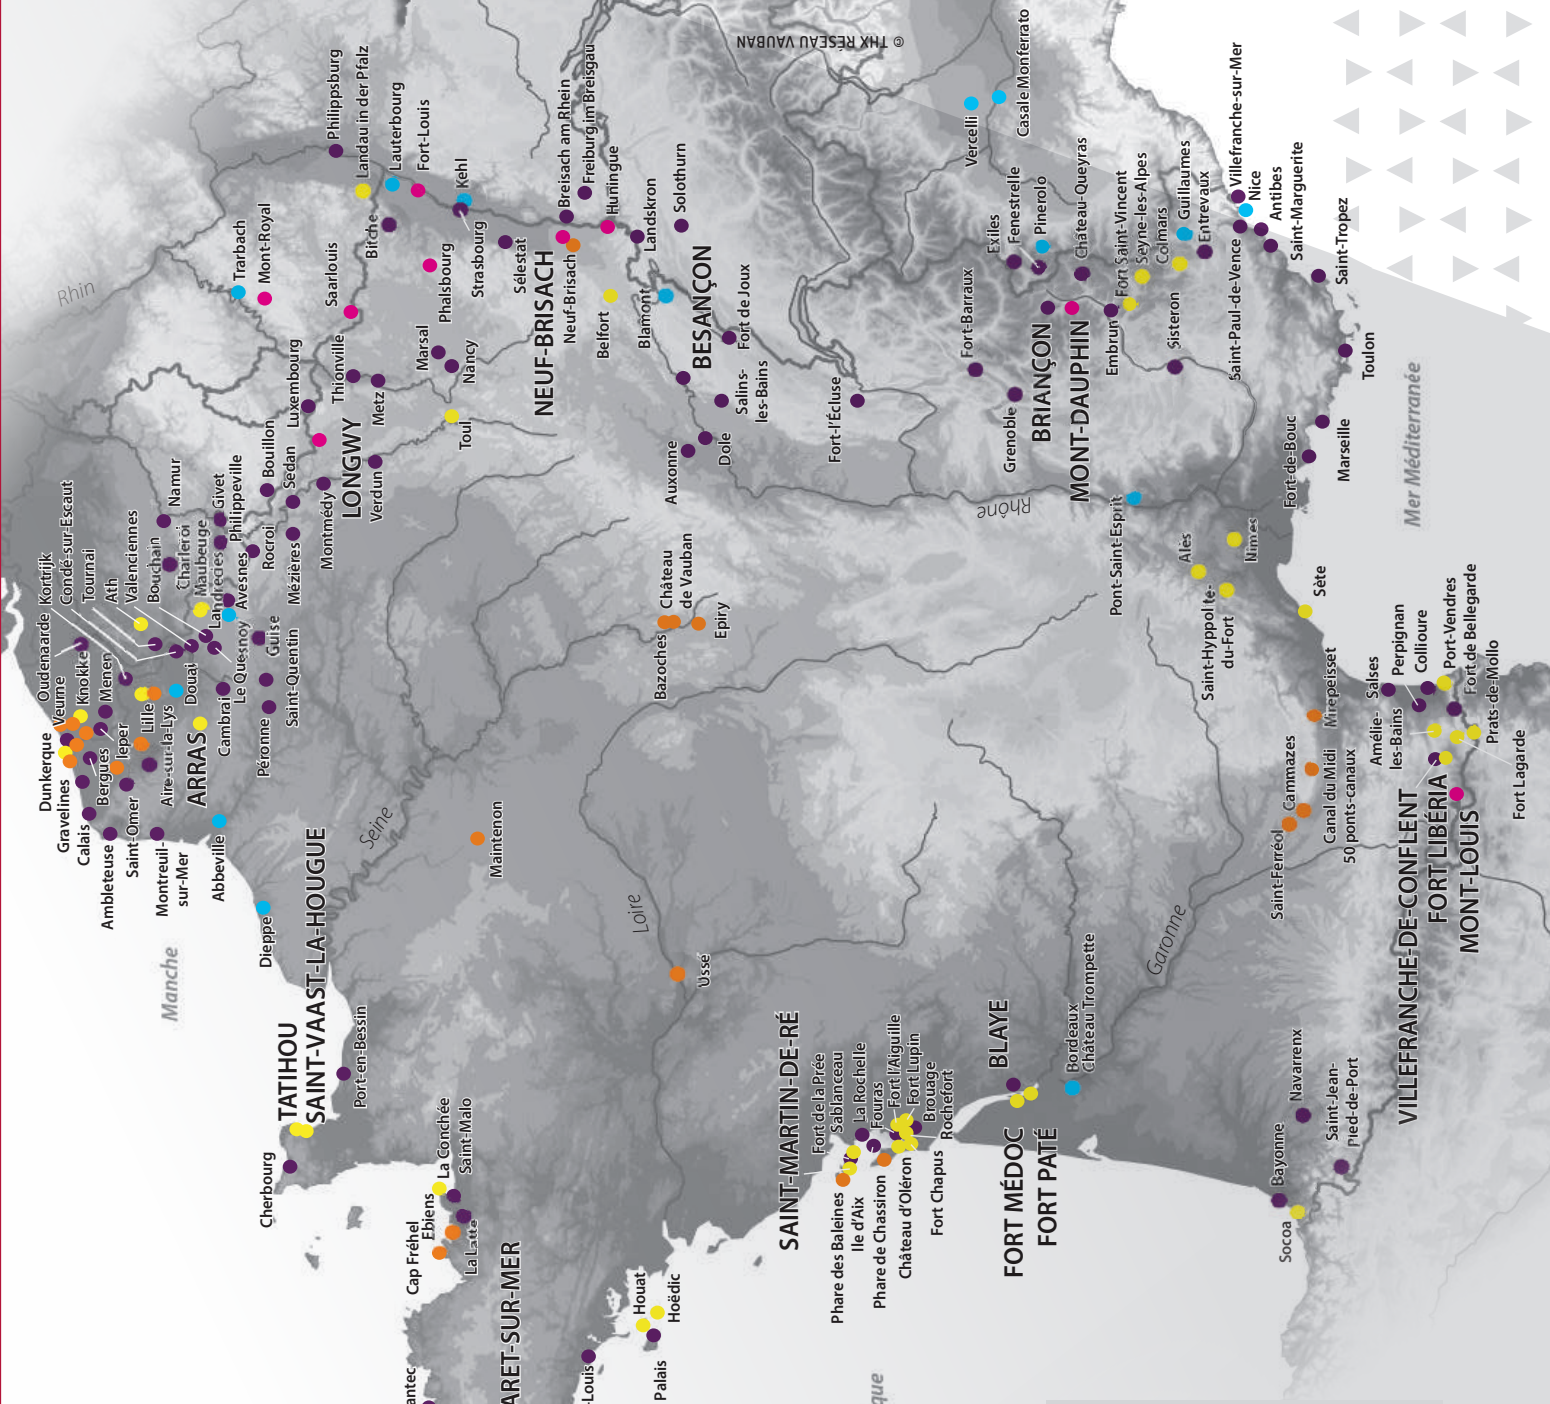 Oudenaarde
Kortrijk
Condé-sur-Escaut
Tournai
Ath
Valenciennes
Bouchain
Namur
Charleroi
Maubeuge
Landrecies
Givet
Philippeville
Avesnes
Rocroi
Bouillon
Sedan
Mézières
Montmédy
Luxembourg
LONGWY
Verdun
Thionville
Metz
Toul
Marsal
Nancy
Saarlouis
Phalsbourg
Trarbach
Mont-Royal
Rhin
Philippsburg
Landau in der Pfalz
Lauterbourg
Fort-Louis
Bitche
Kehl
Strasbourg
Sélestat
NEUF-BRISACH
Neuf-Brisach
Breisach am Rhein
Freiburg im Breisgau
Huningue
Landskron
Solothurn
Belfort
Blamont
BESANÇON
Fort de Joux
Salins-
les-Bains
Auxonne
Dole
Fort-l'Écluse
© THX RÉSEAU VAUBAN
Vercelli
Casale Monferrato
Exiles
Fenestrelle
Pinerolo
Château-Queyras
Fort-Barraux
Grenoble
BRIANÇON
MONT-DAUPHIN
Embrun
Fort Saint-Vincent
Seyne-les-Alpes
Colmars
Guillaumes
Entrevaux
Sisteron
Saint-Paul-de-Vence
Villefranche-sur-Mer
Nice
Antibes
Saint-Marguerite
Saint-Tropez
Toulon
Marseille
Fort-de-Bouc
Mer Méditerranée
Rhône
Pont-Saint-Esprit
Alès
Nîmes
Saint-Hyppolite-
du-Fort
Sète
Veurne
Knokke
Menen
Dunkerque
Gravelines
Calais
Bergues
Ieper
Lille
Aire-sur-la-Lys
Douai
Le Quesnoy
Guise
Saint-Quentin
Cambrai
Péronne
ARRAS
Ambleteuse
Saint-Omer
Montreuil-
sur-Mer
Abbeville
Dieppe
Manche
Seine
Maintenon
Bazoches
Château
de Vauban
Epiry
Loire
Ussé
TATIHOU
SAINT-VAAST-LA-HOUGUE
Port-en-Bessin
Cherbourg
La Conchée
Saint-Malo
Ebiens
Cap Fréhel
La Latte
ARET-SUR-MER
antec
-Louis
Houat
Hoëdic
Palais
que
SAINT-MARTIN-DE-RÉ
Fort de la Prée
Sablanceau
La Rochelle
Fouras
Fort l'Aiguille
Fort Lupin
Brouage
Rochefort
Phare des Baleines
Ile d'Aix
Phare de Chassiron
Château d'Oléron
Fort Chapus
BLAYE
FORT MÉDOC
FORT PATÉ
Bordeaux
Château Trompette
Garonne
Navarrenx
Saint-Jean-
Pied-de-Port
Bayonne
Socoa
Mirepeisset
Cammazes
Saint-Ferréol
Canal du Midi
50 ponts-canaux
Salses
Perpignan
Collioure
Port-Vendres
Fort de Bellegarde
Prats-de-Mollo
Amélie-
les-Bains
Fort Lagarde
VILLEFRANCHE-DE-CONFLENT
FORT LIBÉRIA
MONT-LOUIS